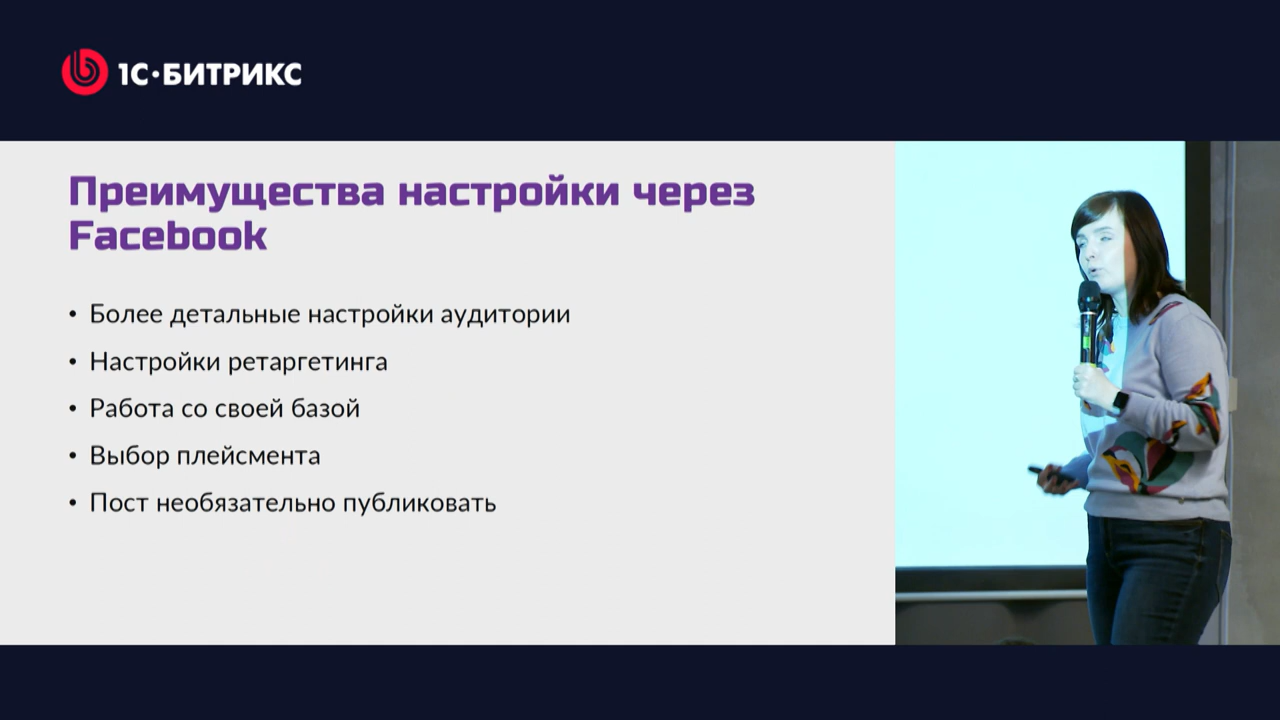 1С·БИТРИКС
Преимущества настройки через
Facebook
• Более детальные настройки аудитории
• Настройки ретаргетинга
• Работа со своей базой
• Выбор плейсмента
• Пост необязательно публиковать